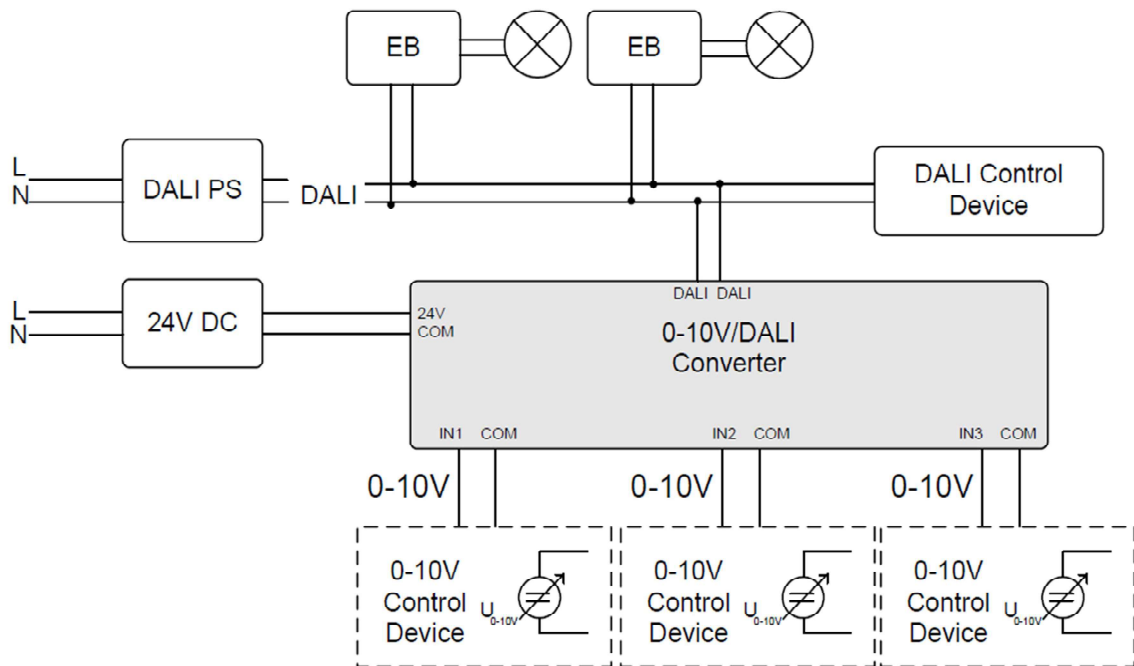 EB
EB
L
N
DALI PS
DALI
DALI Control
Device
L
N
24V DC
24V
COM
DALI DALI
0-10V/DALI
Converter
IN1 COM
IN2 COM
IN3 COM
0-10V
0-10V
0-10V
0-10V
Control
Device
U0-10V
0-10V
Control
Device
U0-10V
0-10V
Control
Device
U0-10V